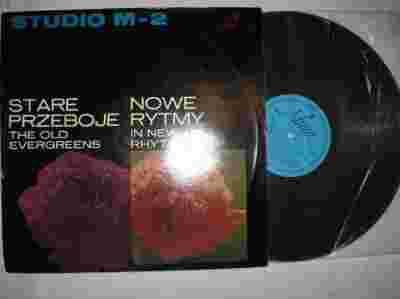 STUDIO M-2
STARE
PRZEBOJE
THE OLD
EVERGREENS
NOWE
RYTMY
IN NEW